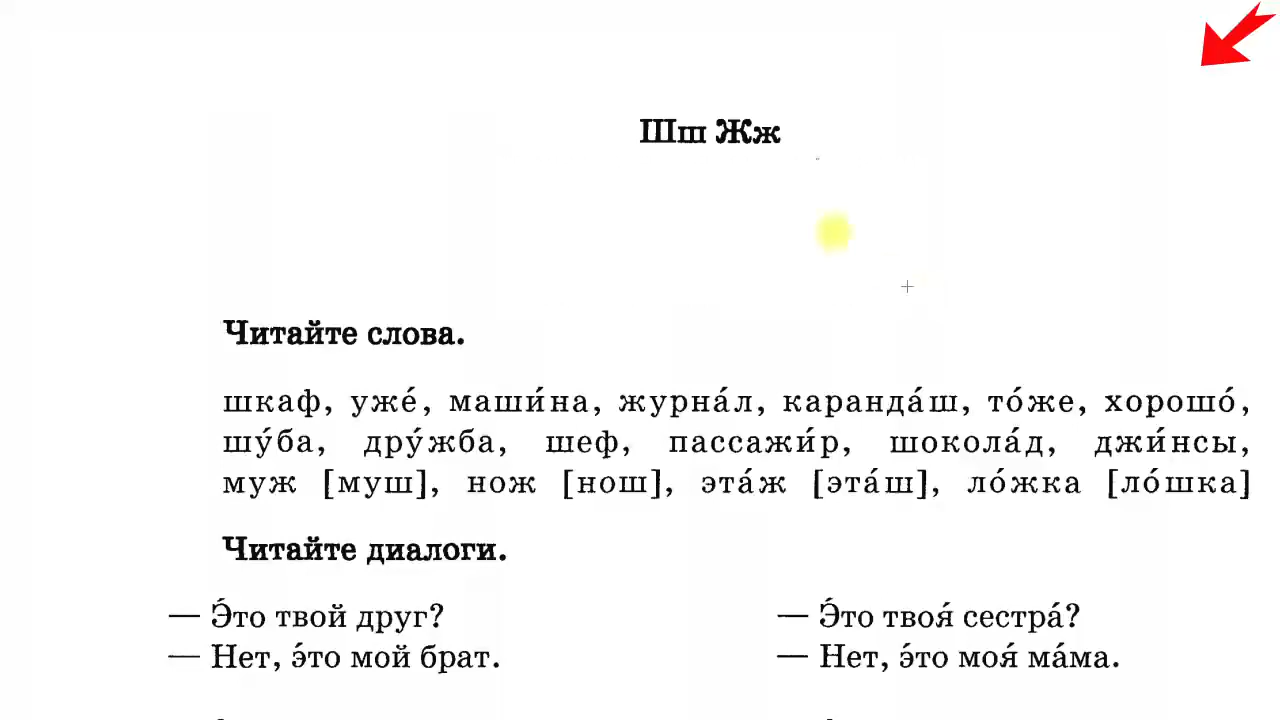 Шш Жж
Читайте слова.
шкаф, уже́, маши́на, журна́л, каранда́ш, то́же, хорошо́,
шу́ба, дру́жба, шеф, пассажи́р, шокола́д, джи́нсы,
муж [муш], нож [нош], эта́ж [эта́ш], ло́жка [ло́шка]
Читайте диалоги.
— Э́то твой друг?
— Нет, э́то мой брат.
— Э́то твоя́ сестра́?
— Нет, э́то моя́ ма́ма.